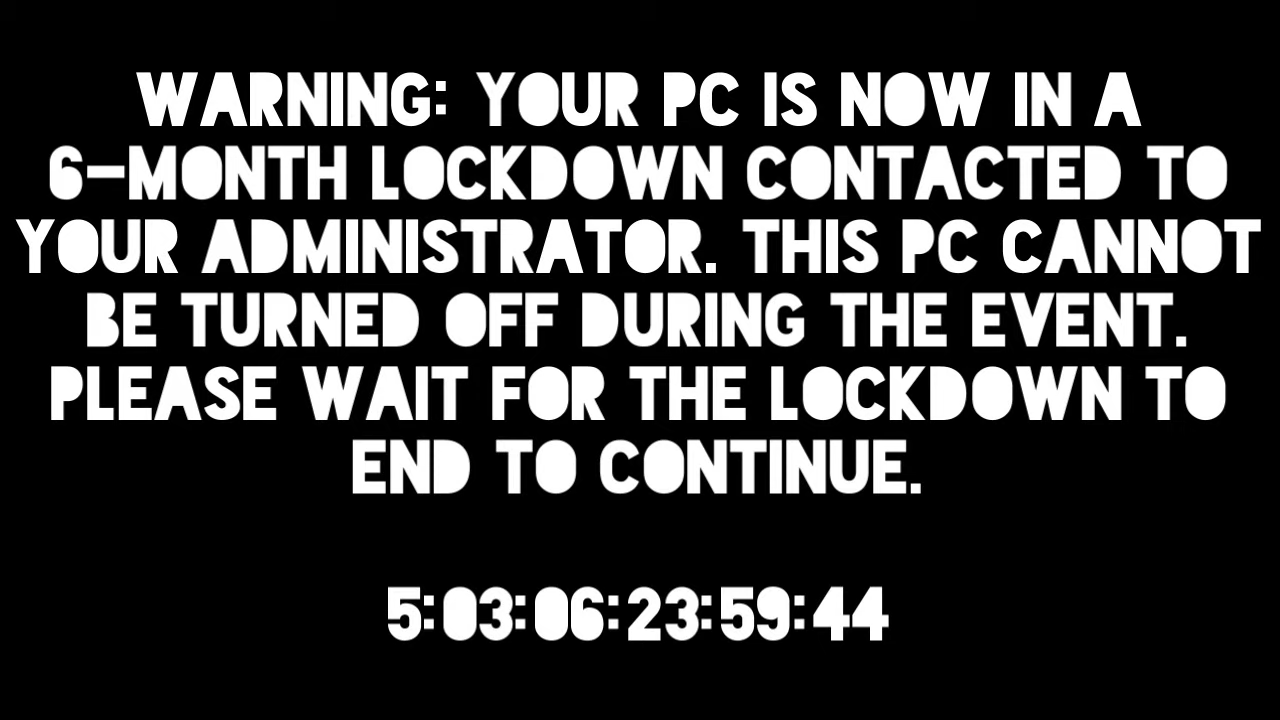 WARNING: YOUR PC IS NOW IN A
6-MONTH LOCKDOWN CONTACTED TO
YOUR ADMINISTRATOR. THIS PC CANNOT
BE TURNED OFF DURING THE EVENT.
PLEASE WAIT FOR THE LOCKDOWN TO
END TO CONTINUE.
5:03:06:23:59:44